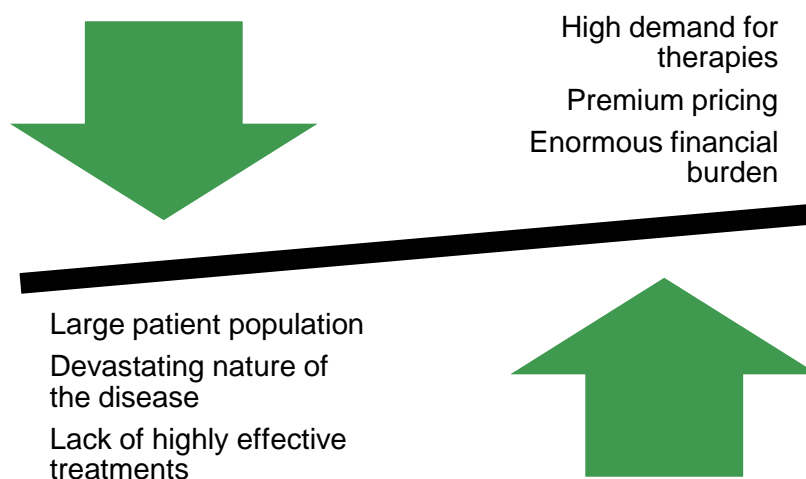 High demand for
therapies
Premium pricing
Enormous financial
burden
Large patient population
Devastating nature of
the disease
Lack of highly effective
treatments